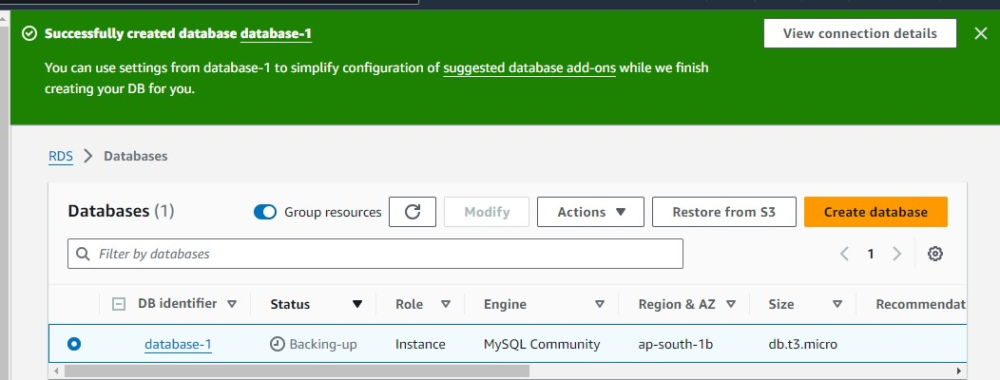 Successfully created database database-1
View connection details
You can use settings from database-1 to simplify configuration of suggested database add-ons while we finish
creating your DB for you.
RDS > Databases
Databases (1)
Group resources
Modify
Actions
Restore from S3
Create database
Filter by databases
1
DB identifier
Status
Role
Engine
Region & AZ
Size
Recommendat
database-1
Backing-up
Instance
MySQL Community
ap-south-1b
db.t3.micro